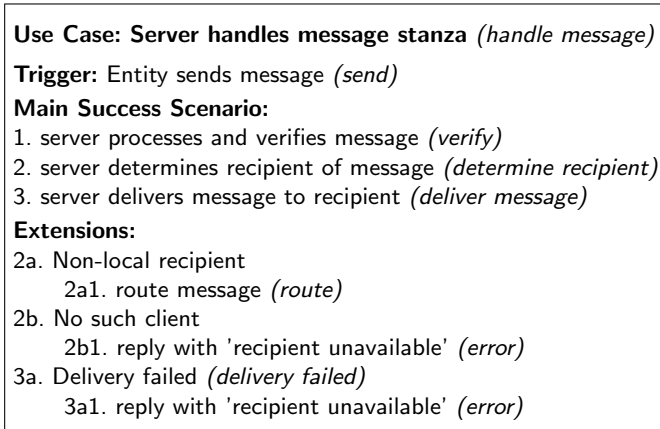 Use Case: Server handles message stanza (handle message)
Trigger: Entity sends message (send)
Main Success Scenario:
1. server processes and verifies message (verify)
2. server determines recipient of message (determine recipient)
3. server delivers message to recipient (deliver message)
Extensions:
2a. Non-local recipient
2a1. route message (route)
2b. No such client
2b1. reply with 'recipient unavailable' (error)
3a. Delivery failed (delivery failed)
3a1. reply with 'recipient unavailable' (error)